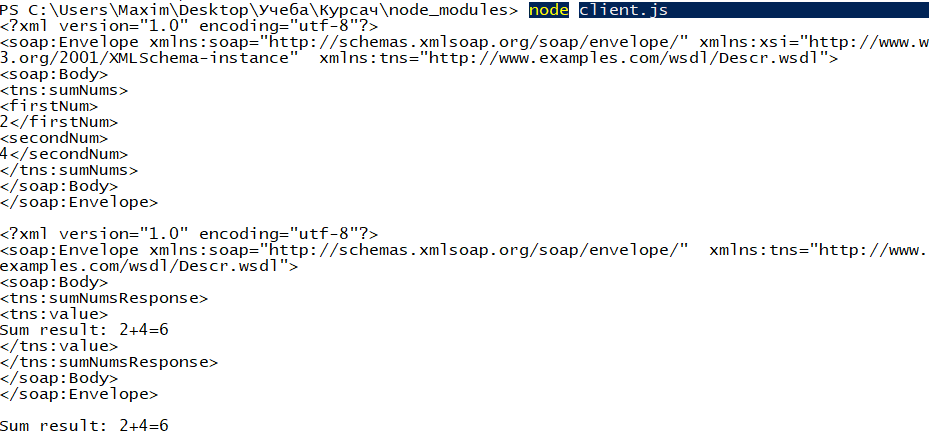 PS C:\Users\Maxim\Desktop\Учеба\Курсач\node_modules> node client.js
<?xml version="1.0" encoding="utf-8"?>
<soap:Envelope xmlns:soap="http://schemas.xmlsoap.org/soap/envelope/" xmlns:xsi="http://www.w
3.org/2001/XMLSchema-instance"  xmlns:tns="http://www.examples.com/wsdl/Descr.wsdl">
<soap:Body>
<tns:sumNums>
<firstNum>
2</firstNum>
<secondNum>
4</secondNum>
</tns:sumNums>
</soap:Body>
</soap:Envelope>

<?xml version="1.0" encoding="utf-8"?>
<soap:Envelope xmlns:soap="http://schemas.xmlsoap.org/soap/envelope/"  xmlns:tns="http://www.
examples.com/wsdl/Descr.wsdl">
<soap:Body>
<tns:sumNumsResponse>
<tns:value>
Sum result: 2+4=6
</tns:value>
</tns:sumNumsResponse>
</soap:Body>
</soap:Envelope>

Sum result: 2+4=6